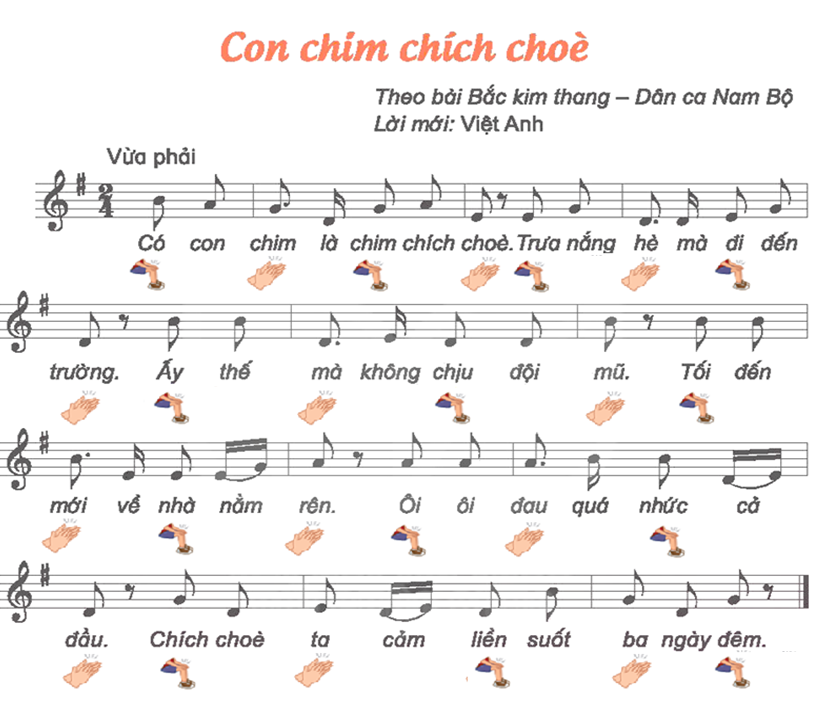 Con chim chích choè
Theo bài Bắc kim thang – Dân ca Nam Bộ
Lời mới: Việt Anh
Vừa phải
2
4
Có con chim là chim chích choè. Trưa nắng hè mà đi đến
trường. Ấy thế mà không chịu đội mũ. Tối đến
mới về nhà nằm rên. Ôi ôi đau quá nhức cả
đầu. Chích choè ta cảm liền suốt ba ngày đêm.